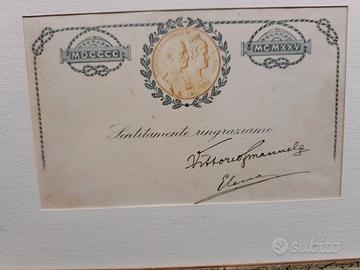 MDCCCC
MCMXXV
Sentitamente ringraziamo
Vittorio Emanuele
Elena
subito